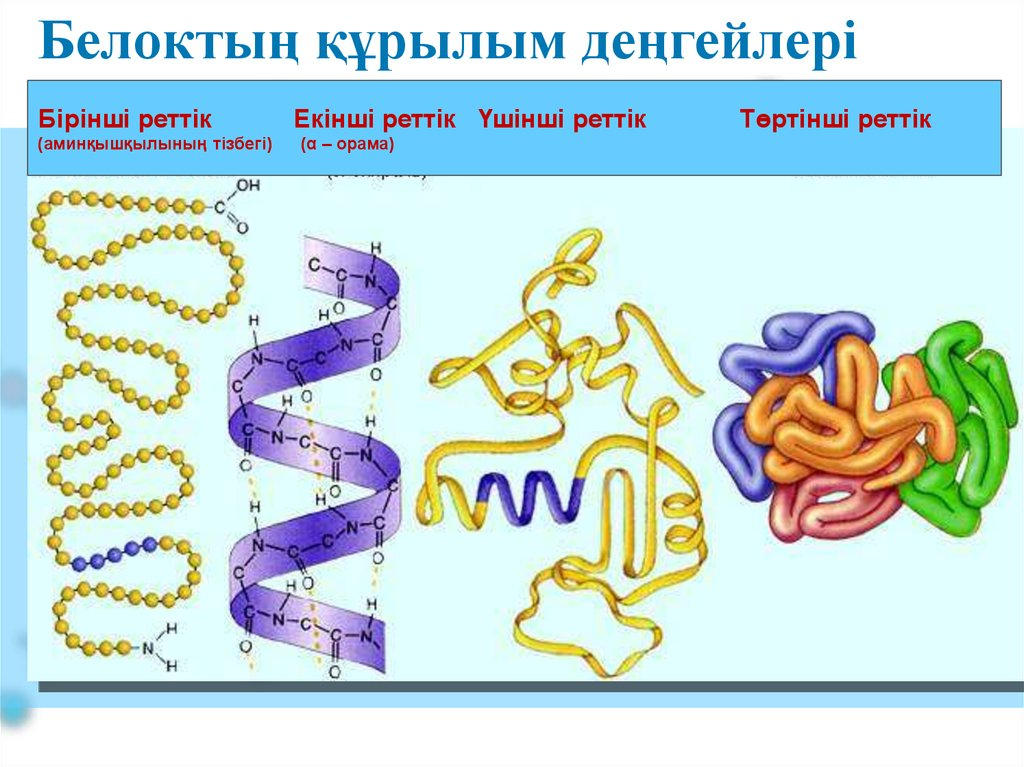 Белоктың құрылым деңгейлері
Бірінші реттік Екінші реттік Үшінші реттік Төртінші реттік
(аминқышқылының тізбегі) (α – орама)
OH
C
O
H
N
H
H
C
C
N
O
C
H
H
N
C
N
C
C
O
O
C
H
H
C
N
C
C
N
O
O
C
H
H
N
C
N
C
C
O
C
H
O
H
C
N
C
C
N
O
O